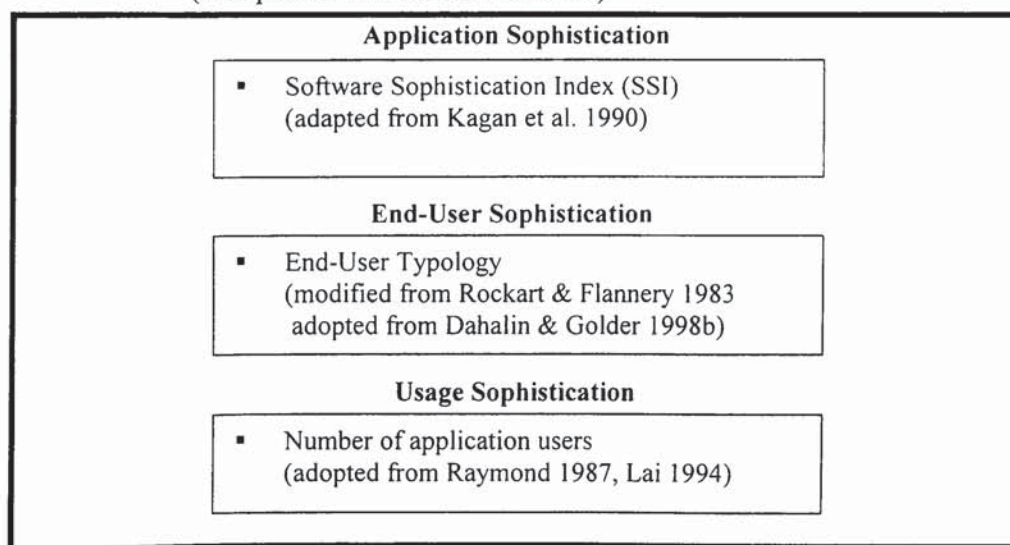 Application Sophistication
▪ Software Sophistication Index (SSI)
(adapted from Kagan et al. 1990)
End-User Sophistication
▪ End-User Typology
(modified from Rockart & Flannery 1983
adopted from Dahalin & Golder 1998b)
Usage Sophistication
▪ Number of application users
(adopted from Raymond 1987, Lai 1994)